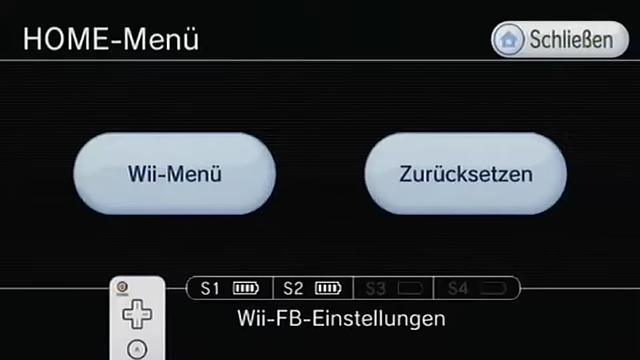 HOME-Menü
Schließen
Wii-Menü
Zurücksetzen
S1 S2 S3 S4
Wii-FB-Einstellungen